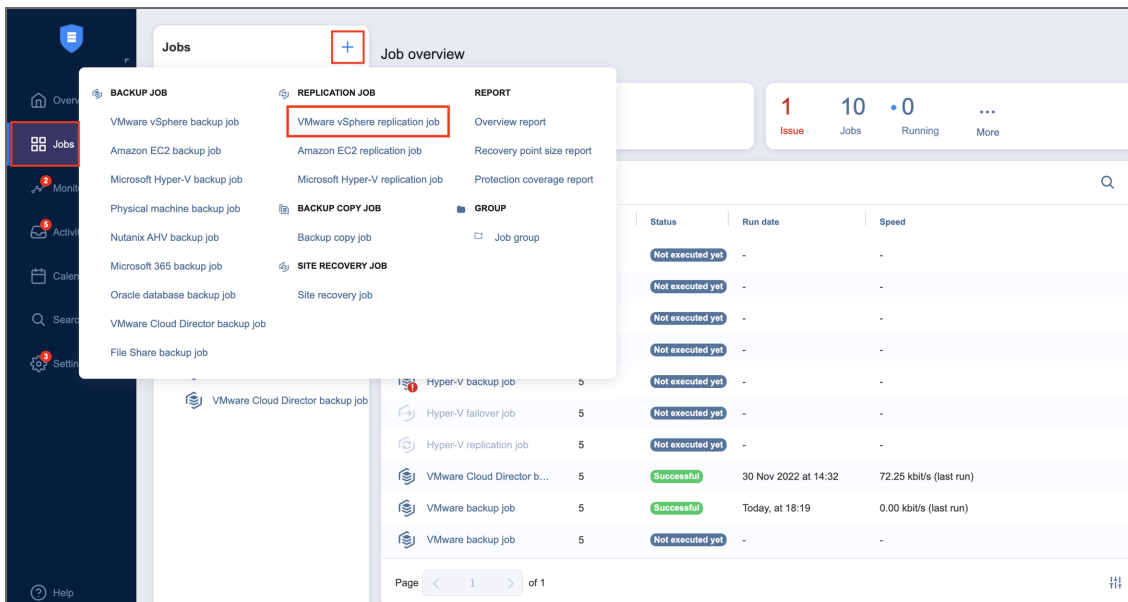 Jobs
+
Job overview
Overv
Jobs
2
Monit
5
Activi
Calen
Searc
3
Settin
Help
BACKUP JOB
VMware vSphere backup job
Amazon EC2 backup job
Microsoft Hyper-V backup job
Physical machine backup job
Nutanix AHV backup job
Microsoft 365 backup job
Oracle database backup job
VMware Cloud Director backup job
File Share backup job
REPLICATION JOB
VMware vSphere replication job
Amazon EC2 replication job
Microsoft Hyper-V replication job
BACKUP COPY JOB
Backup copy job
SITE RECOVERY JOB
Site recovery job
REPORT
Overview report
Recovery point size report
Protection coverage report
GROUP
Job group
VMware Cloud Director backup job
1 10 0 ...
Issue Jobs Running More
Status Run date Speed
Not executed yet - -
Not executed yet - -
Not executed yet - -
Not executed yet - -
Hyper-V backup job 5 Not executed yet - -
Hyper-V failover job 5 Not executed yet - -
Hyper-V replication job 5 Not executed yet - -
VMware Cloud Director b... 5 Successful 30 Nov 2022 at 14:32 72.25 kbit/s (last run)
VMware backup job 5 Successful Today, at 18:19 0.00 kbit/s (last run)
VMware backup job 5 Not executed yet - -
Page < 1 > of 1